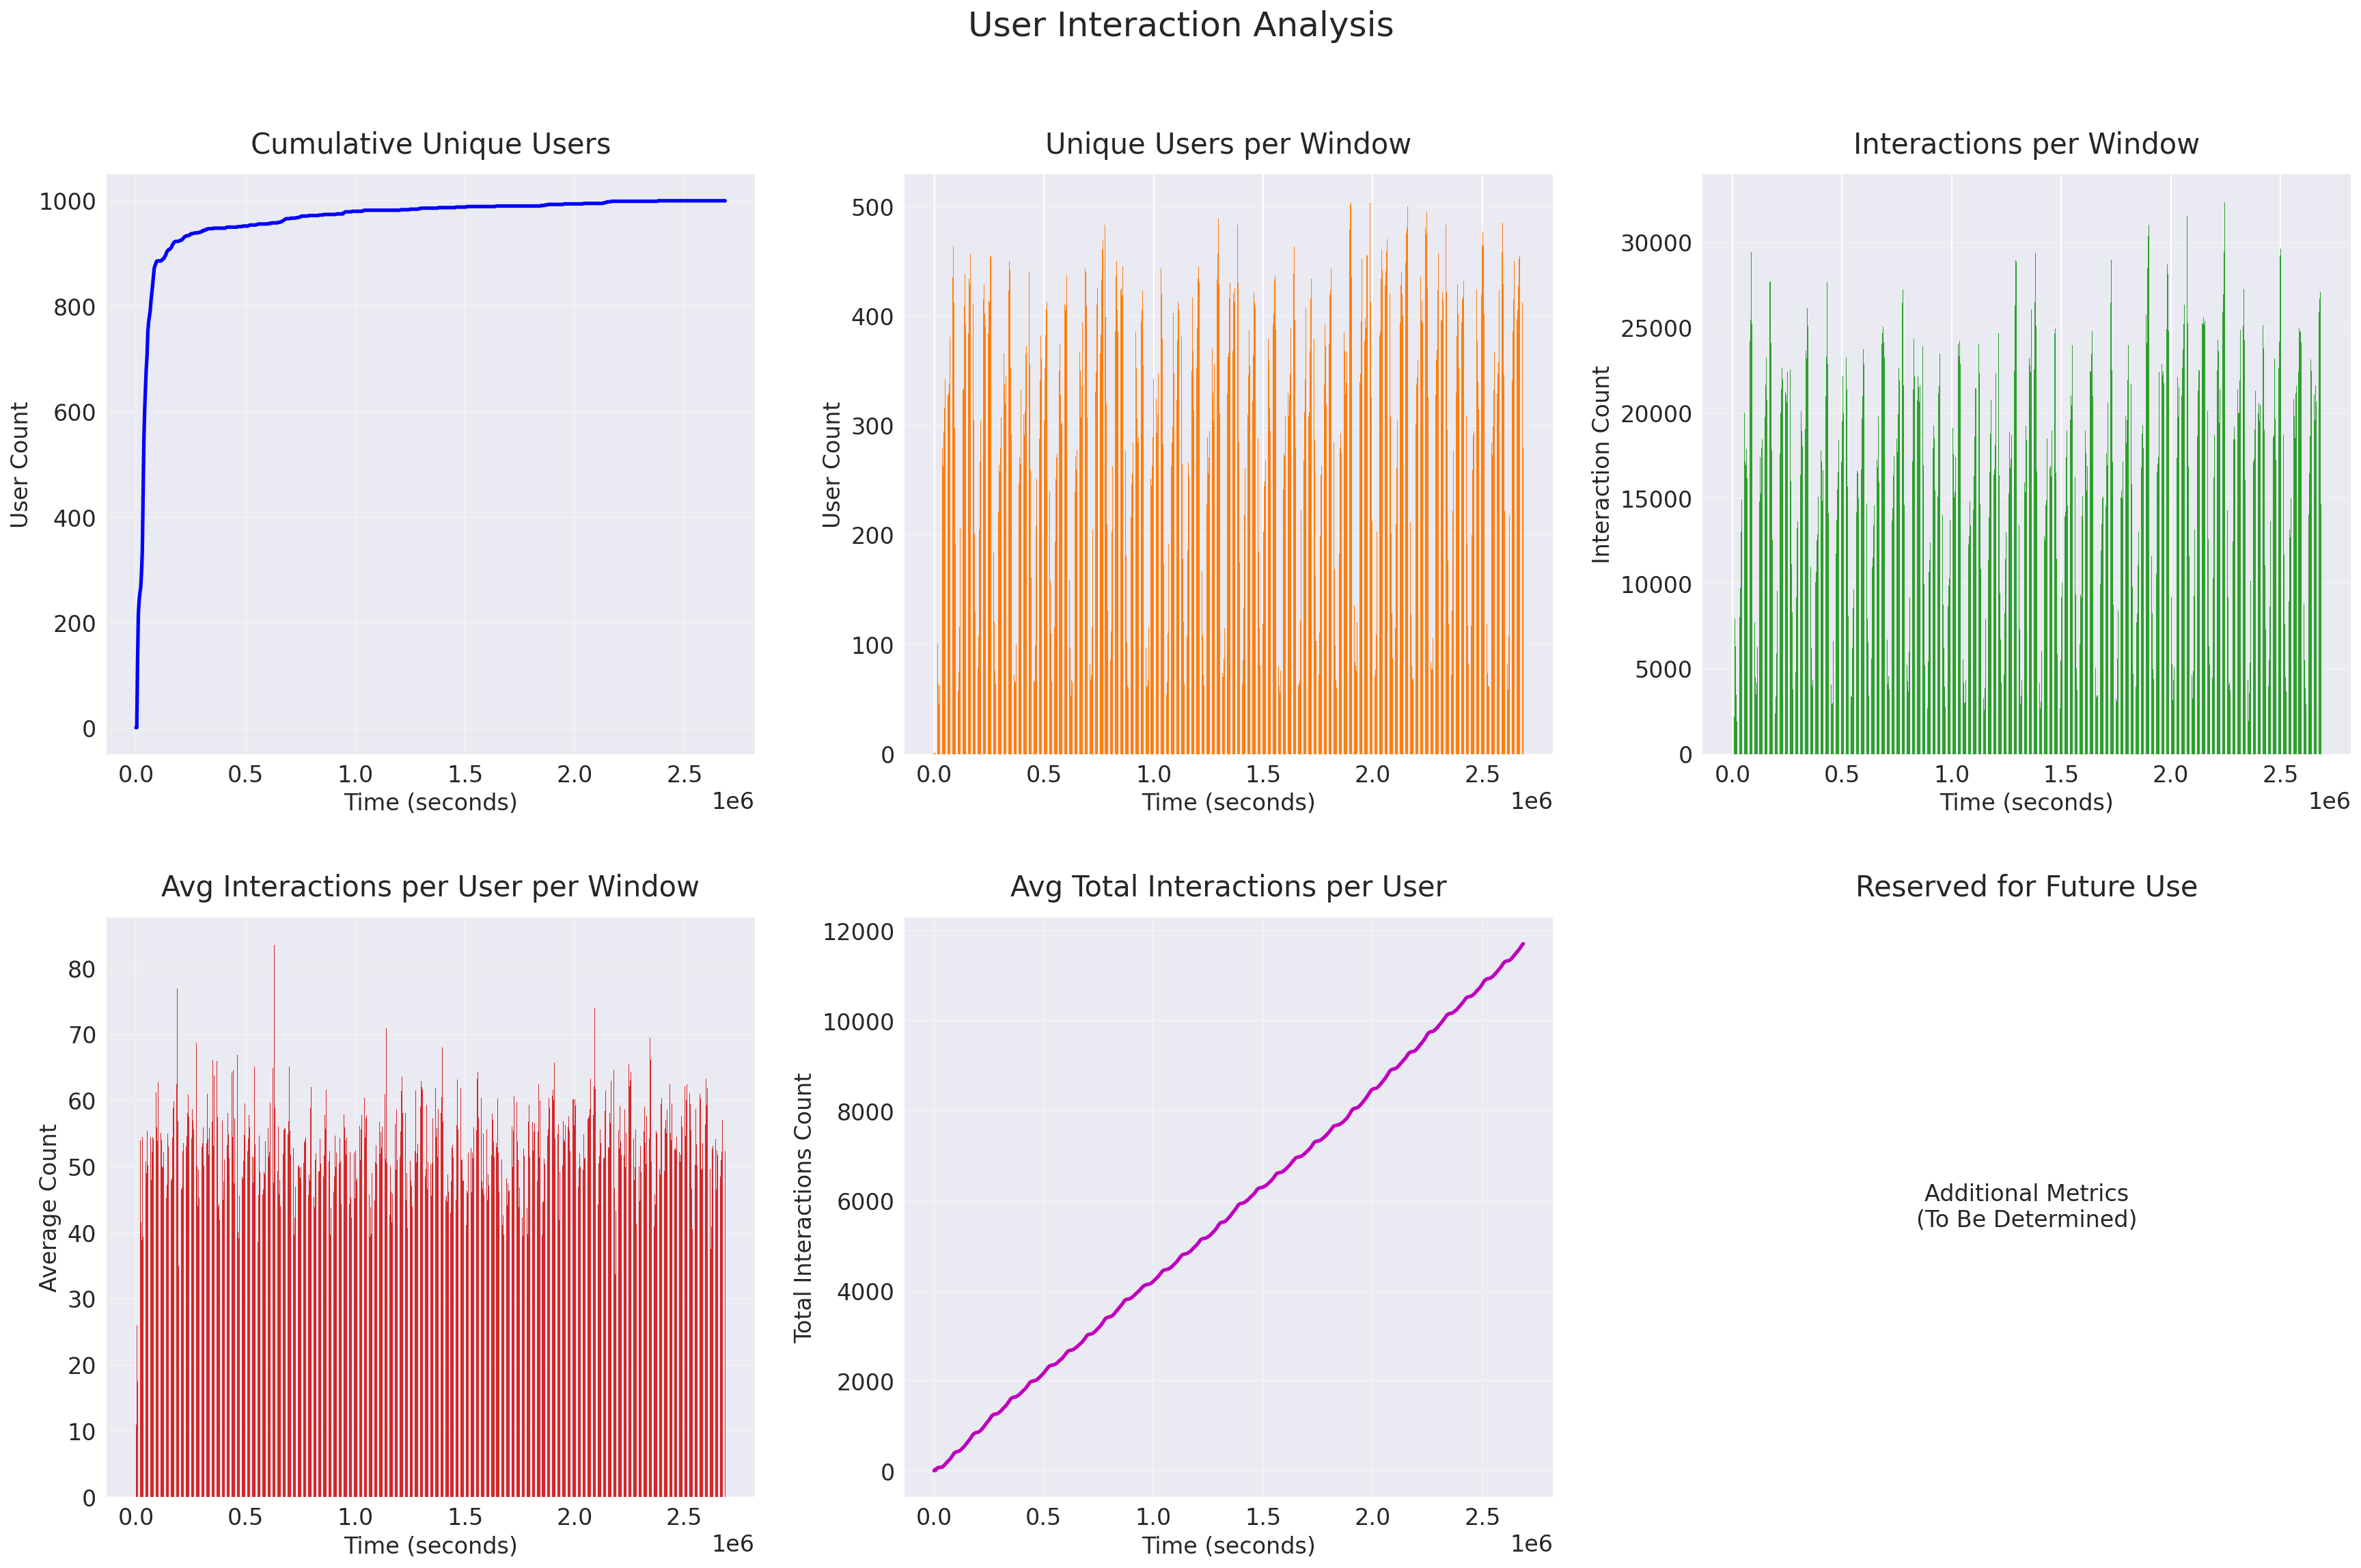 User Interaction Analysis
Cumulative Unique Users
User Count
1000
800
600
400
200
0
0.0 0.5 1.0 1.5 2.0 2.5
1e6
Time (seconds)
Unique Users per Window
User Count
500
400
300
200
100
0
0.0 0.5 1.0 1.5 2.0 2.5
1e6
Time (seconds)
Interactions per Window
Interaction Count
30000
25000
20000
15000
10000
5000
0
0.0 0.5 1.0 1.5 2.0 2.5
1e6
Time (seconds)
Avg Interactions per User per Window
Average Count
80
70
60
50
40
30
20
10
0
0.0 0.5 1.0 1.5 2.0 2.5
1e6
Time (seconds)
Avg Total Interactions per User
Total Interactions Count
12000
10000
8000
6000
4000
2000
0
0.0 0.5 1.0 1.5 2.0 2.5
1e6
Time (seconds)
Reserved for Future Use
Additional Metrics
(To Be Determined)